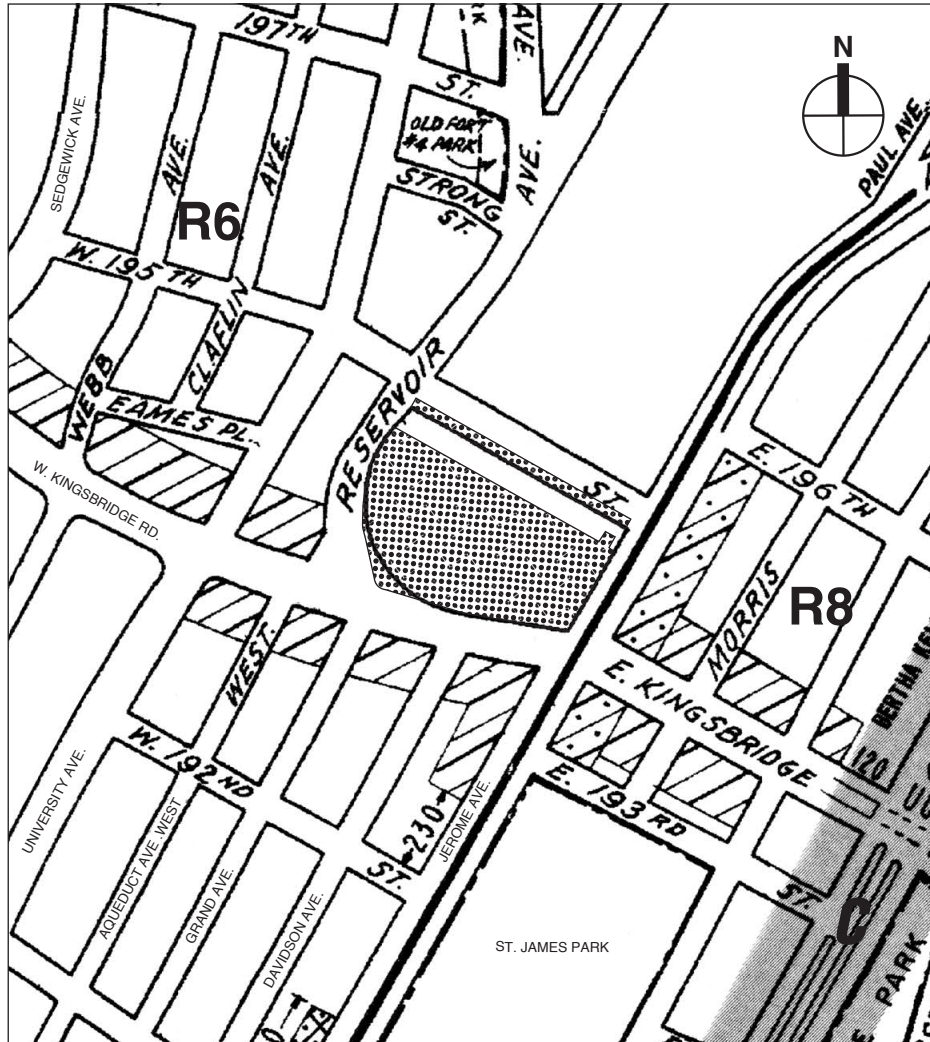 197TH
AVE.
ST.
N
OLD FORT
#4 PARK
SEDGEWICK AVE.
AVE.
AVE.
AVE.
PAUL AVE.
STRONG
ST.
R6
W. 195TH
CLAFLIN
WEBB
EAMES PL.
RESERVOIR
ST.
E. 196TH
W. KINGSBRIDGE RD.
MORRIS
R8
WEST.
E. KINGSBRIDGE
120
W. 192ND
ST.
230
JEROME AVE.
E. 193RD
ST.
UNIVERSITY AVE.
AQUEDUCT AVE. WEST
GRAND AVE.
DAVIDSON AVE.
ST. JAMES PARK
C
PARK